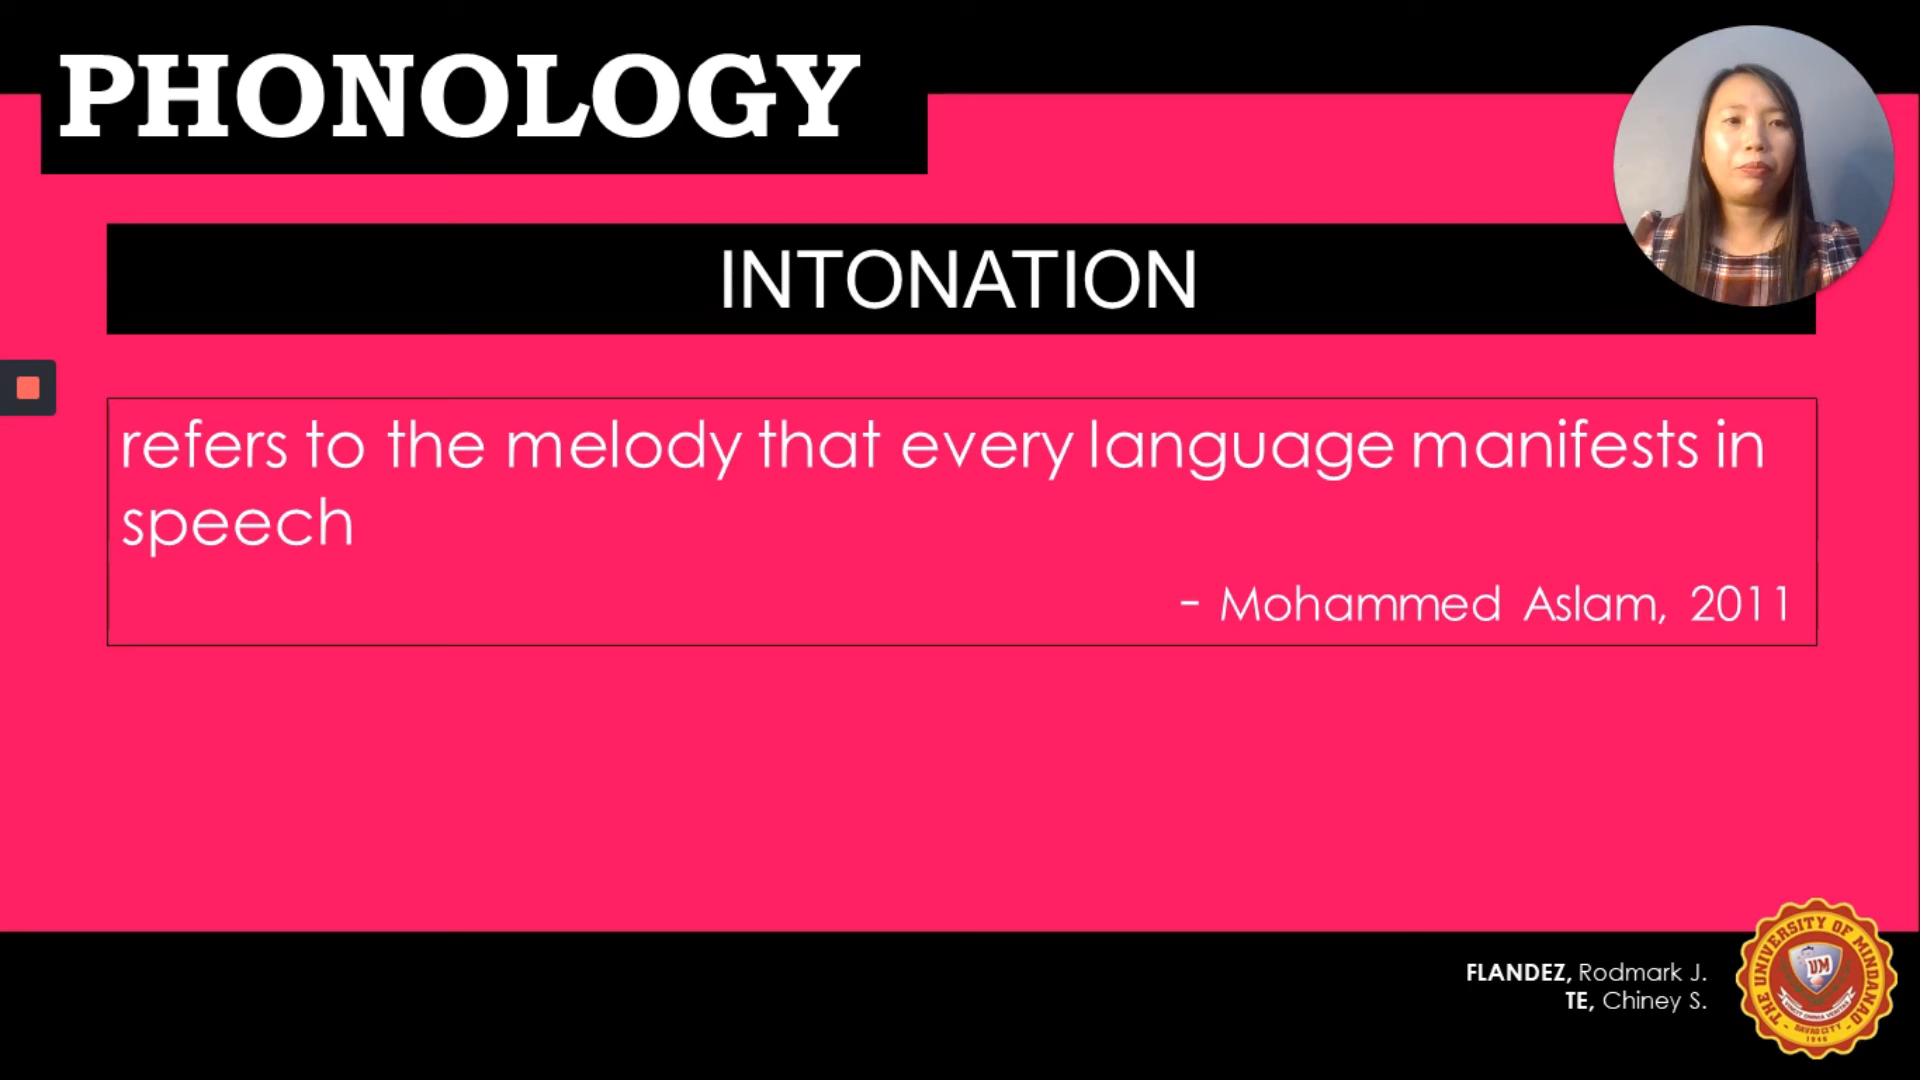 PHONOLOGY
INTONATION
refers to the melody that every language manifests in
speech
- Mohammed Aslam, 2011
FLANDEZ, Rodmark J.
TE, Chiney S.
THE UNIVERSITY OF MINDANAO
UM
DAVAO CITY
1946